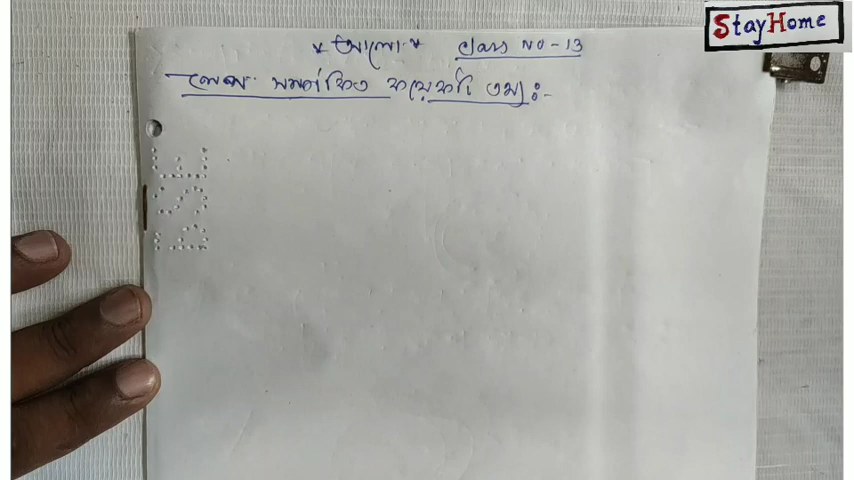 StayHome
* আলো * Class NO - 13
লেন্স সম্পর্কিত কয়েকটি তথ্য :-